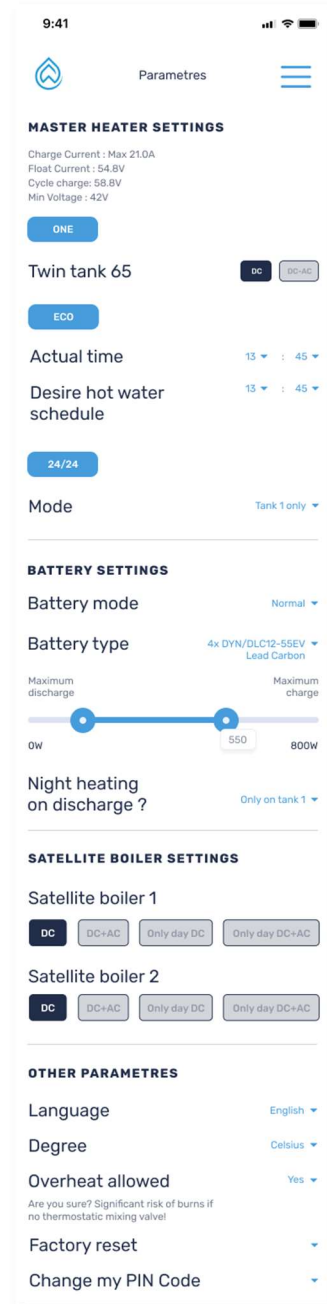 9:41
Parametres
MASTER HEATER SETTINGS
Charge Current : Max 21.0A
Float Current : 54.8V
Cycle charge: 58.8V
Min Voltage : 42V
ONE
Twin tank 65 DC DC-AC
ECO
Actual time 13 : 45
Desire hot water 13 : 45
schedule
24/24
Mode Tank 1 only
BATTERY SETTINGS
Battery mode Normal
Battery type 4x DYN/DLC12-55EV
Lead Carbon
Maximum Maximum
discharge charge
0W 550 800W
Night heating
on discharge ? Only on tank 1
SATELLITE BOILER SETTINGS
Satellite boiler 1
DC DC+AC Only day DC Only day DC+AC
Satellite boiler 2
DC DC+AC Only day DC Only day DC+AC
OTHER PARAMETRES
Language English
Degree Celsius
Overheat allowed Yes
Are you sure? Significant risk of burns if
no thermostatic mixing valve!
Factory reset
Change my PIN Code